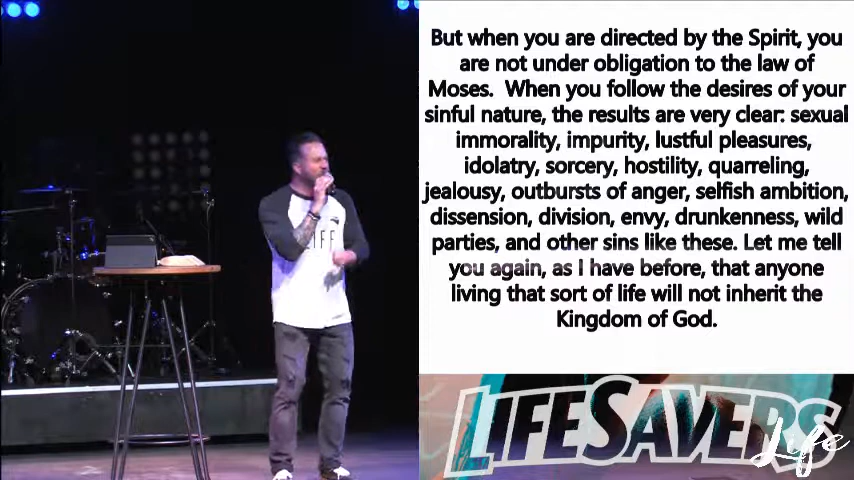 But when you are directed by the Spirit, you
are not under obligation to the law of
Moses.  When you follow the desires of your
sinful nature, the results are very clear: sexual
immorality, impurity, lustful pleasures,
idolatry, sorcery, hostility, quarreling,
jealousy, outbursts of anger, selfish ambition,
dissension, division, envy, drunkenness, wild
parties, and other sins like these. Let me tell
you again, as I have before, that anyone
living that sort of life will not inherit the
Kingdom of God.
LIFESAVERS
Life